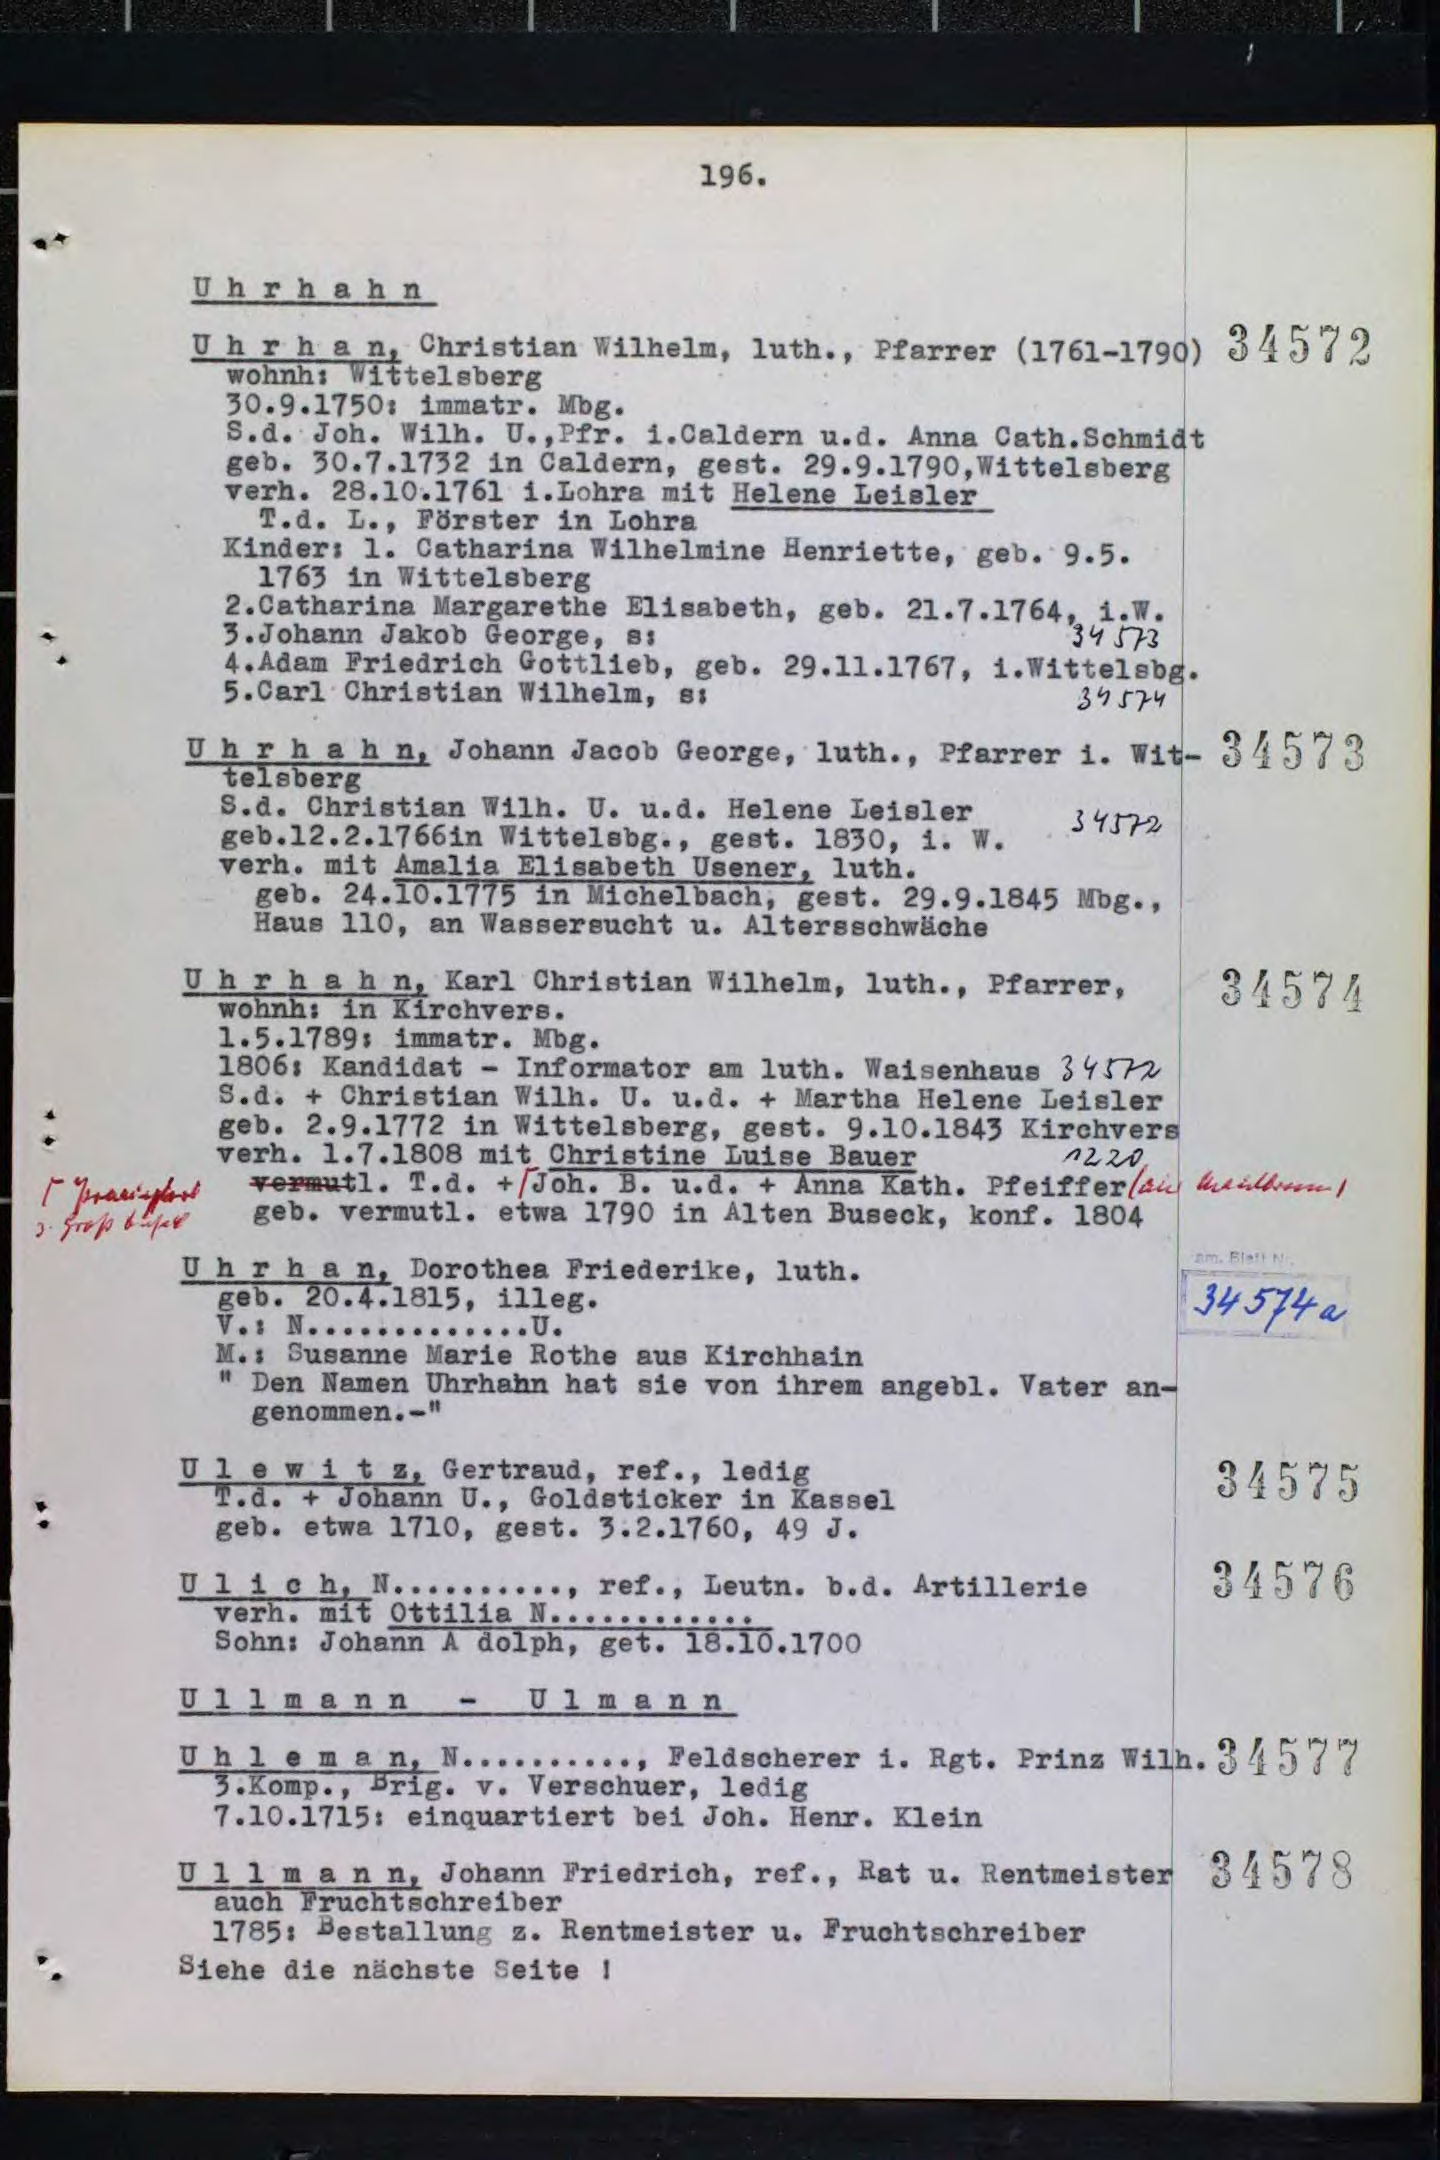 196.
U h r h a h n
U h r h a n, Christian Wilhelm, luth., Pfarrer (1761-1790) 34572
wohnh: Wittelsberg
30.9.1750: immatr. Mbg.
S.d. Joh. Wilh. U.,Pfr. i.Caldern u.d. Anna Cath.Schmidt
geb. 30.7.1732 in Caldern, gest. 29.9.1790,Wittelsberg
verh. 28.10.1761 i.Lohra mit Helene Leisler
T.d. L., Förster in Lohra
Kinder: 1. Catharina Wilhelmine Henriette, geb. 9.5.
1763 in Wittelsberg
2.Catharina Margarethe Elisabeth, geb. 21.7.1764, i.W.
3.Johann Jakob George, s: 34573
4.Adam Friedrich Gottlieb, geb. 29.11.1767, i.Wittelsbg.
5.Carl Christian Wilhelm, s: 34574
U h r h a h n, Johann Jacob George, luth., Pfarrer i. Wit- 34573
telsberg
S.d. Christian Wilh. U. u.d. Helene Leisler 34572
geb.12.2.1766in Wittelsbg., gest. 1830, i. W.
verh. mit Amalia Elisabeth Usener, luth.
geb. 24.10.1775 in Michelbach, gest. 29.9.1845 Mbg.,
Haus 110, an Wassersucht u. Altersschwäche
U h r h a h n, Karl Christian Wilhelm, luth., Pfarrer, 34574
wohnh: in Kirchvers.
1.5.1789: immatr. Mbg.
1806: Kandidat - Informator am luth. Waisenhaus 34572
S.d. + Christian Wilh. U. u.d. + Martha Helene Leisler
geb. 2.9.1772 in Wittelsberg, gest. 9.10.1843 Kirchvers
verh. 1.7.1808 mit Christine Luise Bauer 1220
vermutl. T.d. + Joh. B. u.d. + Anna Kath. Pfeiffer
geb. vermutl. etwa 1790 in Alten Buseck, konf. 1804
U h r h a n, Dorothea Friederike, luth. am. Blatt Nr.
geb. 20.4.1815, illeg. 34574a
V.: N.............U.
M.: Susanne Marie Rothe aus Kirchhain
" Den Namen Uhrhahn hat sie von ihrem angebl. Vater an-
genommen.-"
U l e w i t z, Gertraud, ref., ledig 34575
T.d. + Johann U., Goldsticker in Kassel
geb. etwa 1710, gest. 3.2.1760, 49 J.
U l i c h, N.........., ref., Leutn. b.d. Artillerie 34576
verh. mit Ottilia N............
Sohn: Johann A dolph, get. 18.10.1700
U l l m a n n - U l m a n n
U h l e m a n, N.........., Feldscherer i. Rgt. Prinz Wilh. 34577
3.Komp., Brig. v. Verschuer, ledig
7.10.1715: einquartiert bei Joh. Henr. Klein
U l l m a n n, Johann Friedrich, ref., Rat u. Rentmeister 34578
auch Fruchtschreiber
1785: Bestallung z. Rentmeister u. Fruchtschreiber
Siehe die nächste Seite !